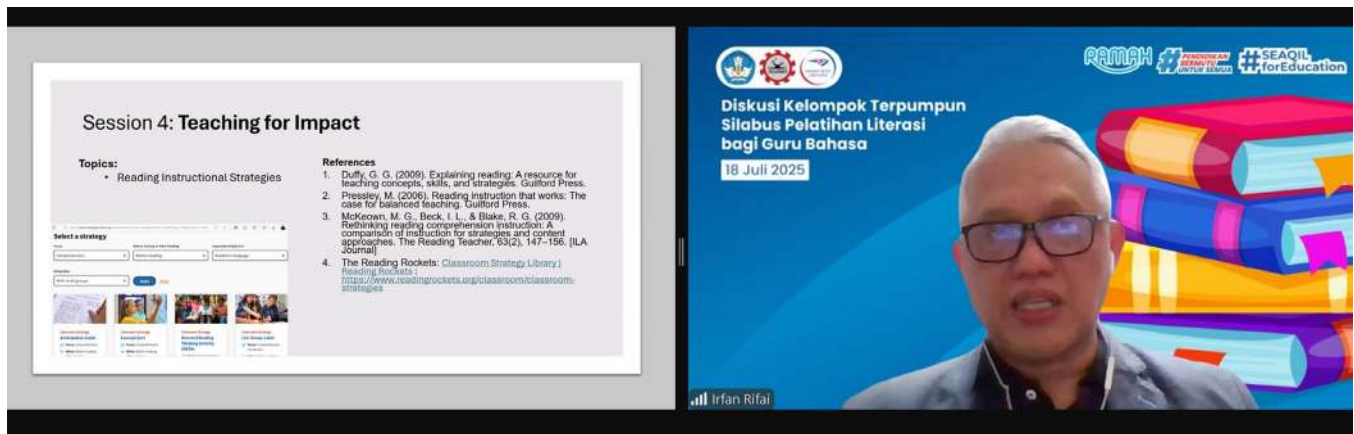 Session 4: Teaching for Impact
Topics:
• Reading Instructional Strategies
References
1. Duffy, G. G. (2009). Explaining reading: A resource for
teaching concepts, skills, and strategies. Guilford Press.
2. Pressley, M. (2006). Reading instruction that works: The
case for balanced teaching. Guilford Press.
3. McKeown, M. G., Beck, I. L., & Blake, R. G. (2009).
Rethinking reading comprehension instruction: A
comparison of instruction for strategies and content
approaches. The Reading Teacher, 63(2), 147–156. [ILA
Journal]
4. The Reading Rockets: Classroom Strategy Library |
Reading Rockets :
https://www.readingrockets.org/classroom/classroom-
strategies
Select a strategy
RAMAH
#PENDIDIKAN
BERMUTU
UNTUK SEMUA
#SEAQIL
forEducation
Diskusi Kelompok Terpumpun
Silabus Pelatihan Literasi
bagi Guru Bahasa
18 Juli 2025
Irfan Rifai